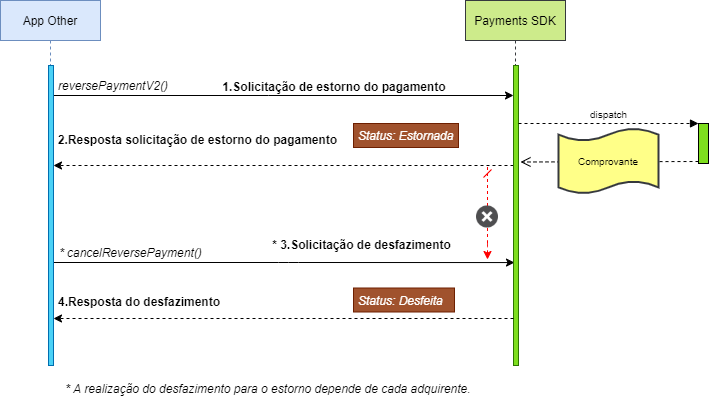 App Other
Payments SDK
reversePaymentV2()
1.Solicitação de estorno do pagamento
dispatch
Status: Estornada
2.Resposta solicitação de estorno do pagamento
Comprovante
* 3.Solicitação de desfazimento
* cancelReversePayment()
Status: Desfeita
4.Resposta do desfazimento
* A realização do desfazimento para o estorno depende de cada adquirente.